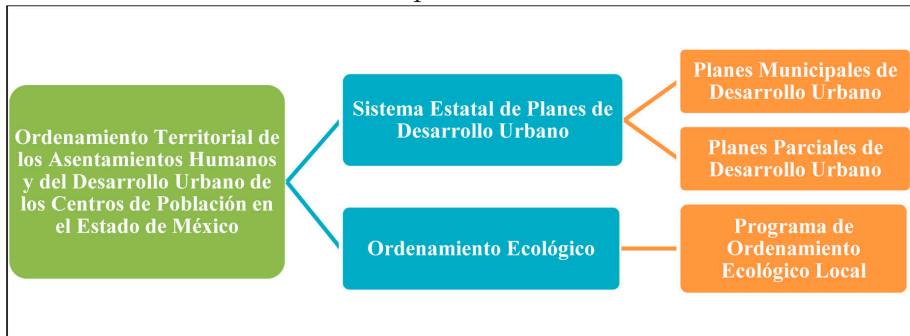 Ordenamiento Territorial de
los Asentamientos Humanos
y del Desarrollo Urbano de
los Centros de Población en
el Estado de México
Sistema Estatal de Planes de
Desarrollo Urbano
Planes Municipales de
Desarrollo Urbano
Planes Parciales de
Desarrollo Urbano
Ordenamiento Ecológico
Programa de
Ordenamiento
Ecológico Local